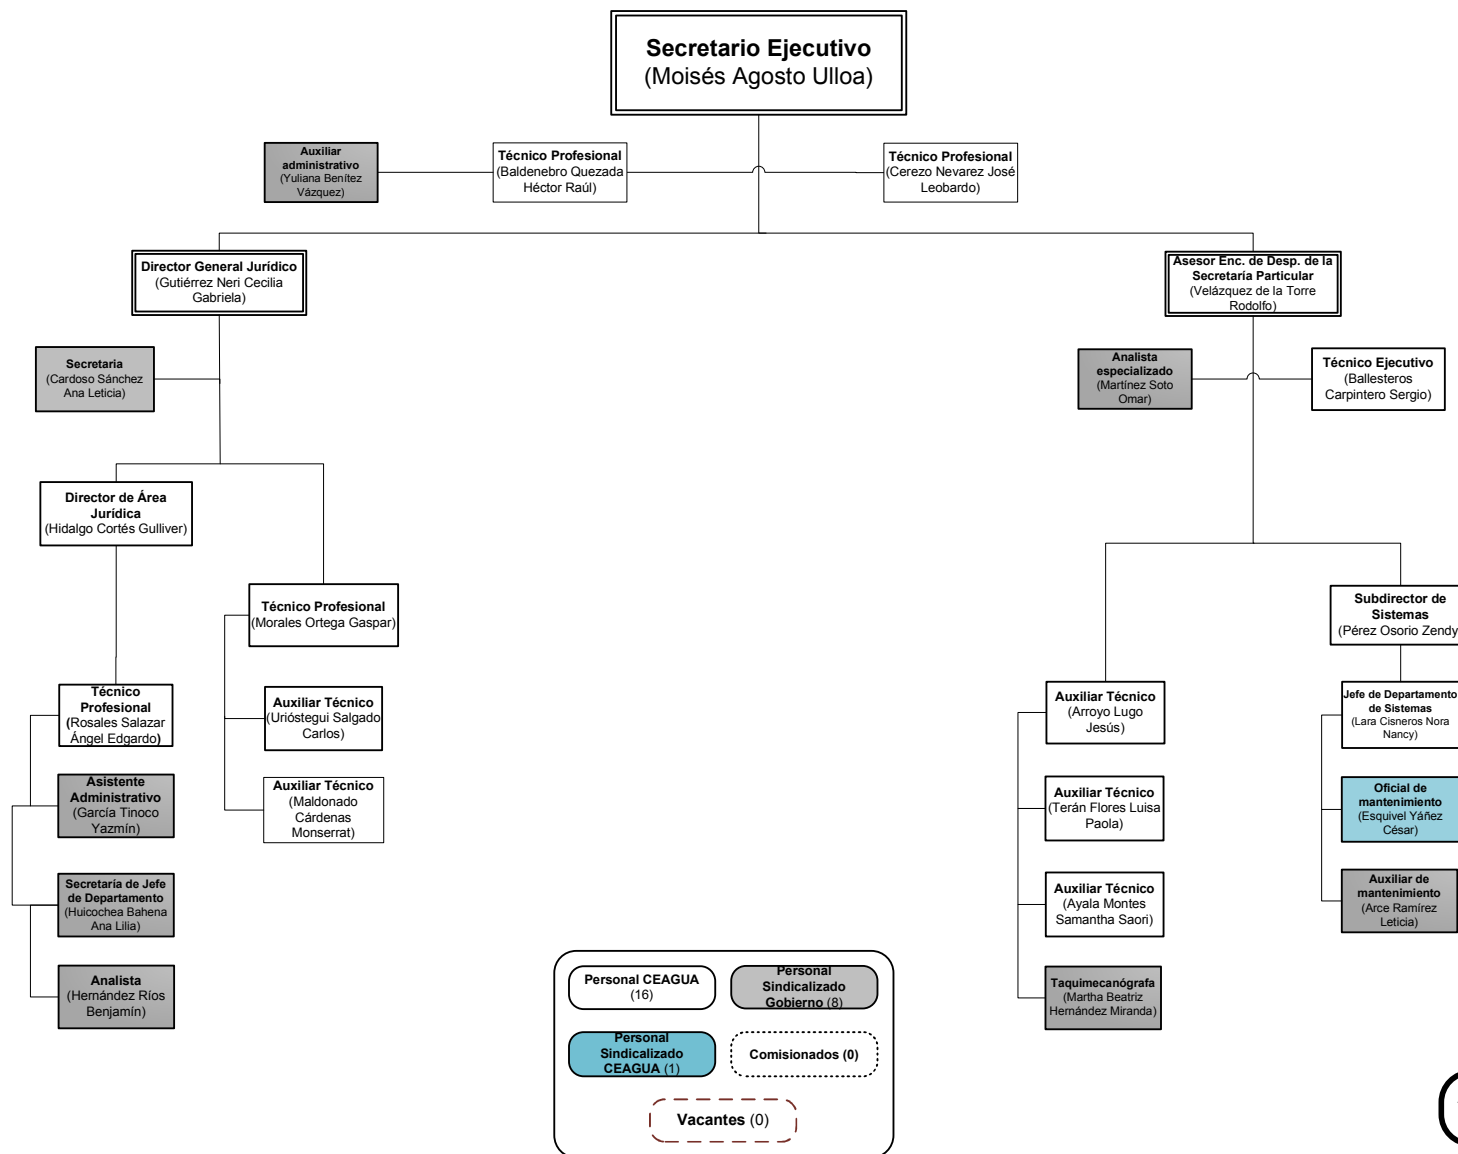 Secretario Ejecutivo
(Moisés Agosto Ulloa)
Auxiliar
administrativo
(Yuliana Benítez
Vázquez)
Técnico Profesional
(Baldenebro Quezada
Héctor Raúl)
Técnico Profesional
(Cerezo Nevarez José
Leobardo)
Director General Jurídico
(Gutiérrez Neri Cecilia
Gabriela)
Asesor Enc. de Desp. de la
Secretaría Particular
(Velázquez de la Torre
Rodolfo)
Secretaria
(Cardoso Sánchez
Ana Leticia)
Analista
especializado
(Martínez Soto
Omar)
Técnico Ejecutivo
(Ballesteros
Carpintero Sergio)
Director de Área
Jurídica
(Hidalgo Cortés Gulliver)
Técnico Profesional
(Morales Ortega Gaspar)
Subdirector de
Sistemas
(Pérez Osorio Zendy
Técnico
Profesional
(Rosales Salazar
Ángel Edgardo)
Auxiliar Técnico
(Urióstegui Salgado
Carlos)
Auxiliar Técnico
(Arroyo Lugo
Jesús)
Jefe de Departamento
de Sistemas
(Lara Cisneros Nora
Nancy)
Asistente
Administrativo
(García Tinoco
Yazmín)
Auxiliar Técnico
(Maldonado
Cárdenas
Monserrat)
Auxiliar Técnico
(Terán Flores Luisa
Paola)
Oficial de
mantenimiento
(Esquivel Yáñez
César)
Secretaría de Jefe
de Departamento
(Huicochea Bahena
Ana Lilia)
Auxiliar Técnico
(Ayala Montes
Samantha Saori)
Auxiliar de
mantenimiento
(Arce Ramírez
Leticia)
Analista
(Hernández Ríos
Benjamín)
Taquimecanógrafa
(Martha Beatriz
Hernández Miranda)
Personal CEAGUA
(16)
Personal
Sindicalizado
Gobierno (8)
Personal
Sindicalizado
CEAGUA (1)
Comisionados (0)
Vacantes (0)